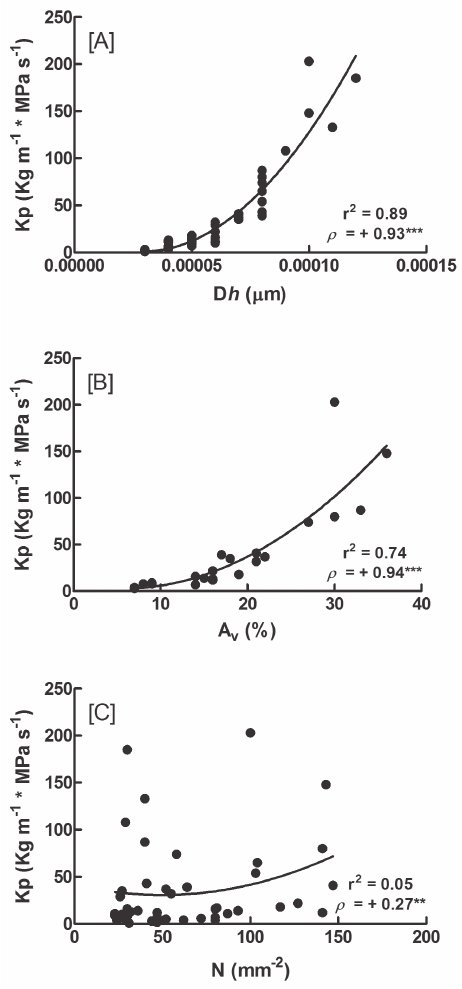 [A]
Kp (Kg m⁻¹ * MPa s⁻¹)
250
200
150
100
50
0
r² = 0.89
ρ = + 0.93***
0.00000 0.00005 0.00010 0.00015
Dh (µm)
[B]
Kp (Kg m⁻¹ * MPa s⁻¹)
250
200
150
100
50
0
r² = 0.74
ρ = + 0.94***
0 10 20 30 40
Aᵥ (%)
[C]
Kp (Kg m⁻¹ * MPa s⁻¹)
250
200
150
100
50
0
r² = 0.05
ρ = + 0.27**
0 50 100 150 200
N (mm⁻²)